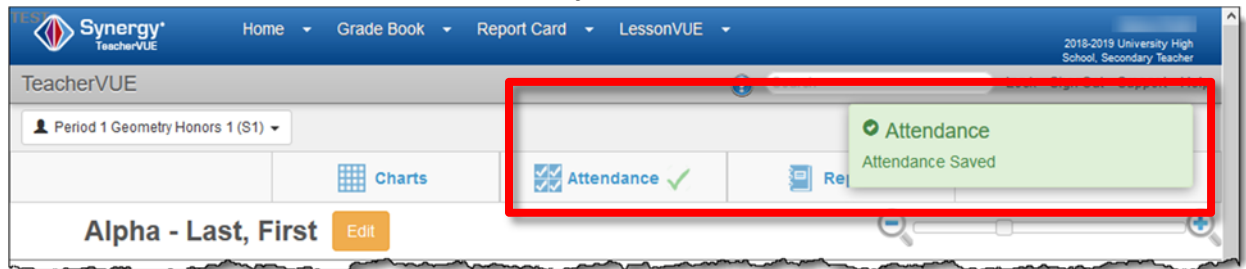 TEST
Synergy
TeacherVUE
Home Grade Book Report Card LessonVUE
2018-2019 University High
School, Secondary Teacher
TeacherVUE
Period 1 Geometry Honors 1 (S1)
Attendance
Attendance Saved
Charts Attendance
Alpha - Last, First Edit